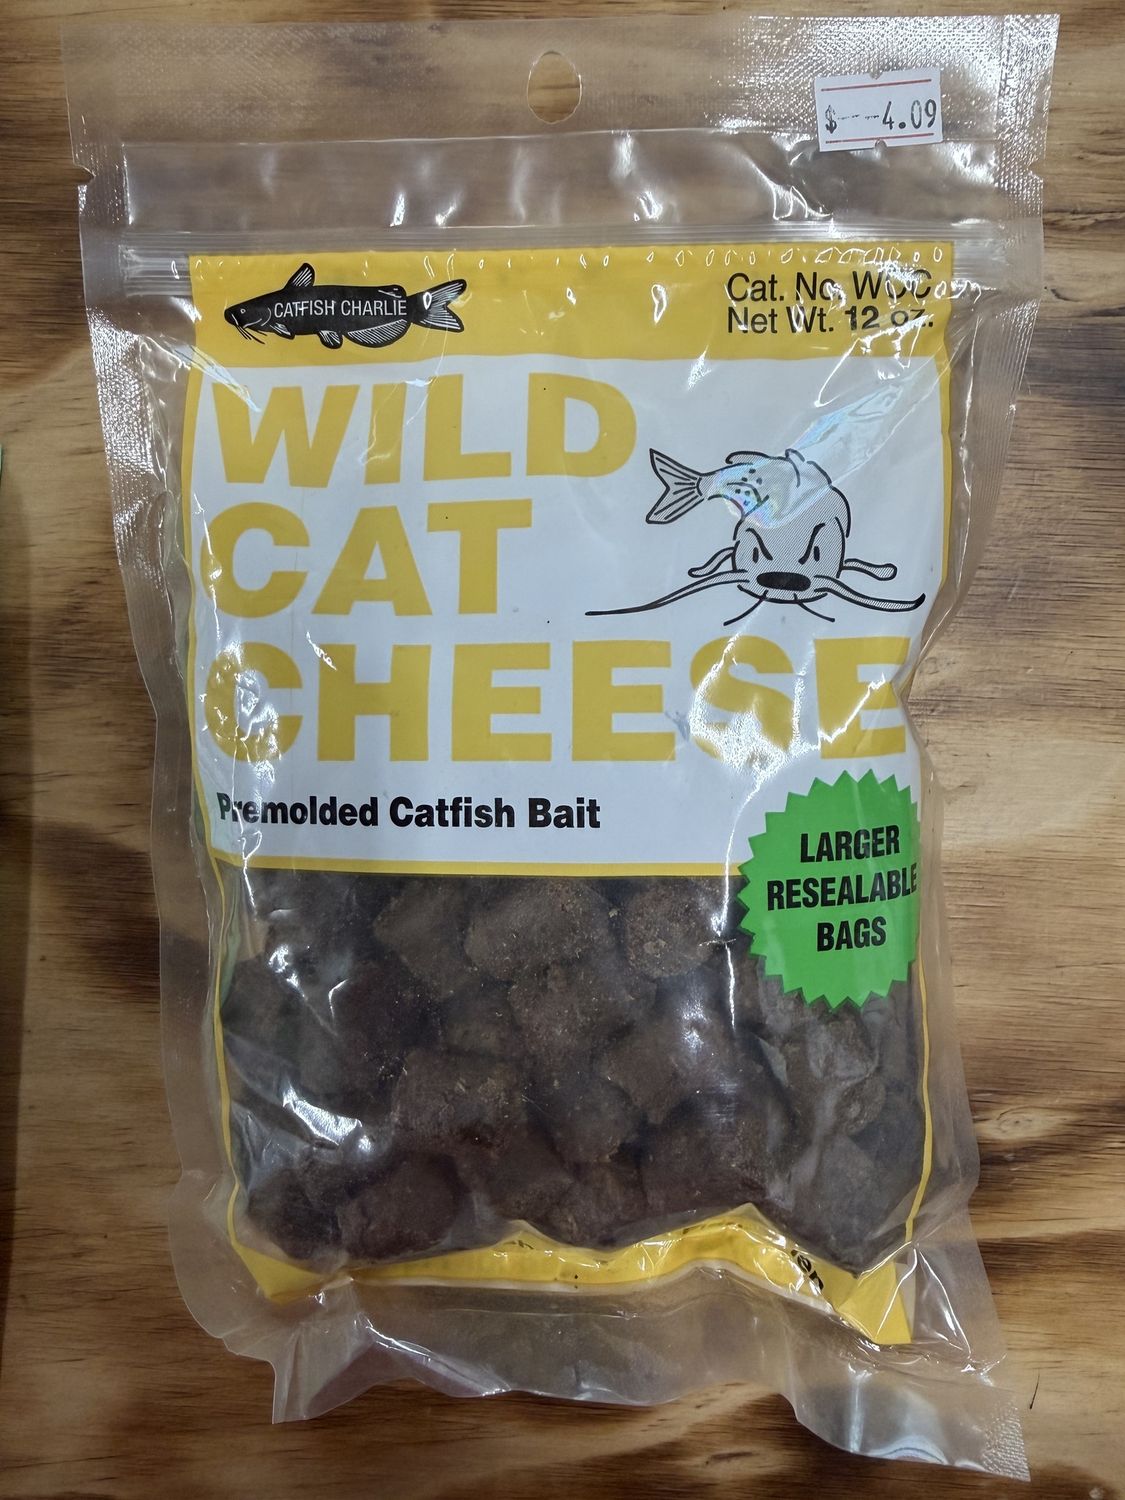 $---4.09
CATFISH CHARLIE
Cat. No. WCC
Net Wt. 12 oz.
WILD
CAT
CHEESE
Premolded Catfish Bait
LARGER
RESEALABLE
BAGS